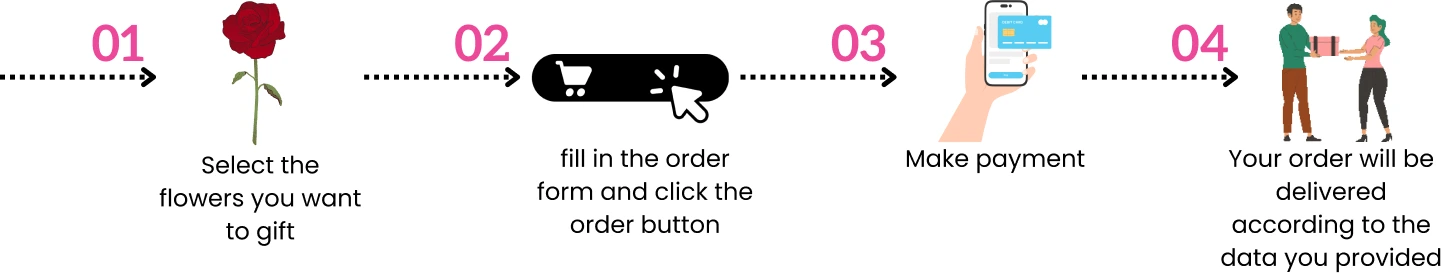 01
Select the
flowers you want
to gift
02
fill in the order
form and click the
order button
03
Make payment
04
Your order will be
delivered
according to the
data you provided